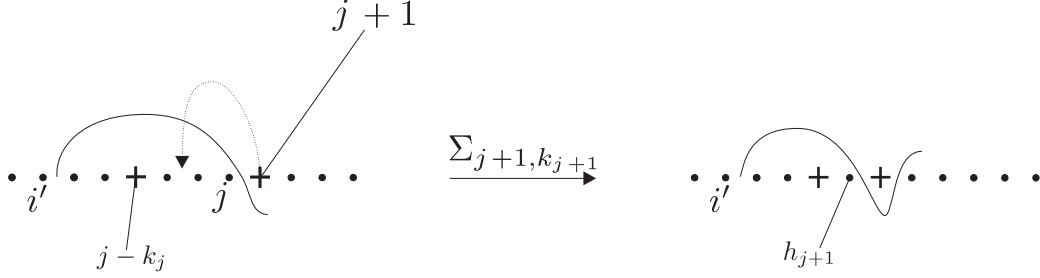 j + 1
Σ_{j+1,k_{j+1}}
i′
j
i′
j − k_j
h_{j+1}